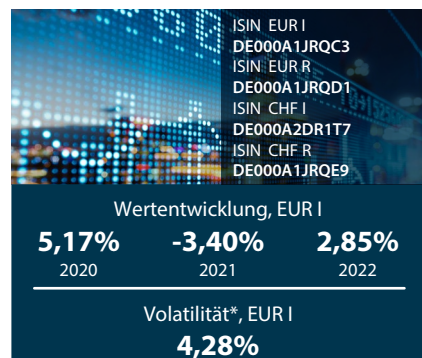 ISIN EUR I
DE000A1JRQC3
ISIN EUR R
DE000A1JRQD1
ISIN CHF I
DE000A2DR1T7
ISIN CHF R
DE000A1JRQE9
Wertentwicklung, EUR I
5,17% -3,40% 2,85%
2020 2021 2022
Volatilität*, EUR I
4,28%